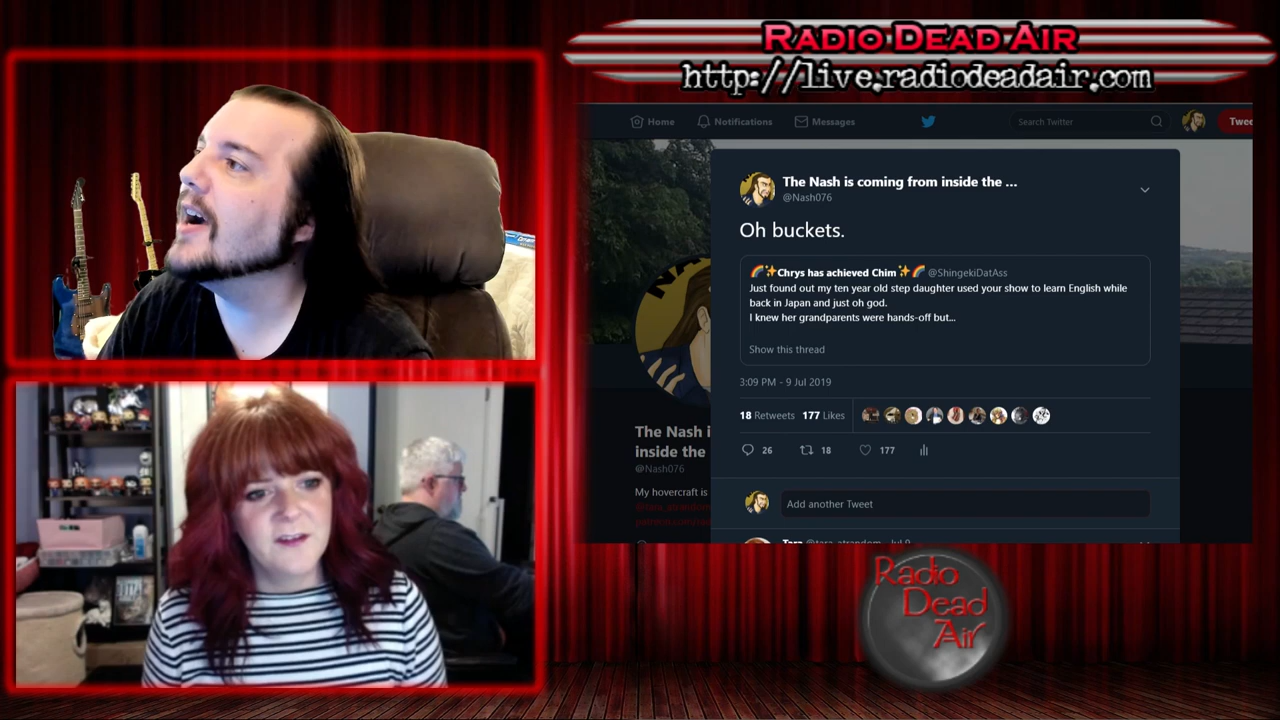 Radio Dead Air
http://live.radiodeadair.com
Home
Notifications
Messages
Search Twitter
Twee
The Nash is coming from inside the ...
@Nash076
Oh buckets.
🌈✨Chrys has achieved Chim✨🌈 @ShingekiDatAss
Just found out my ten year old step daughter used your show to learn English while
back in Japan and just oh god.
I knew her grandparents were hands-off but...
Show this thread
3:09 PM - 9 Jul 2019
18 Retweets 177 Likes
26 18 177
Add another Tweet
The Nash i
inside the
@Nash076
My hovercraft is
Radio
Dead
Air